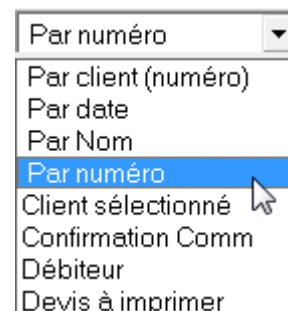 Par numéro
Par client (numéro)
Par date
Par Nom
Par numéro
Client sélectionné
Confirmation Comm
Débiteur
Devis à imprimer